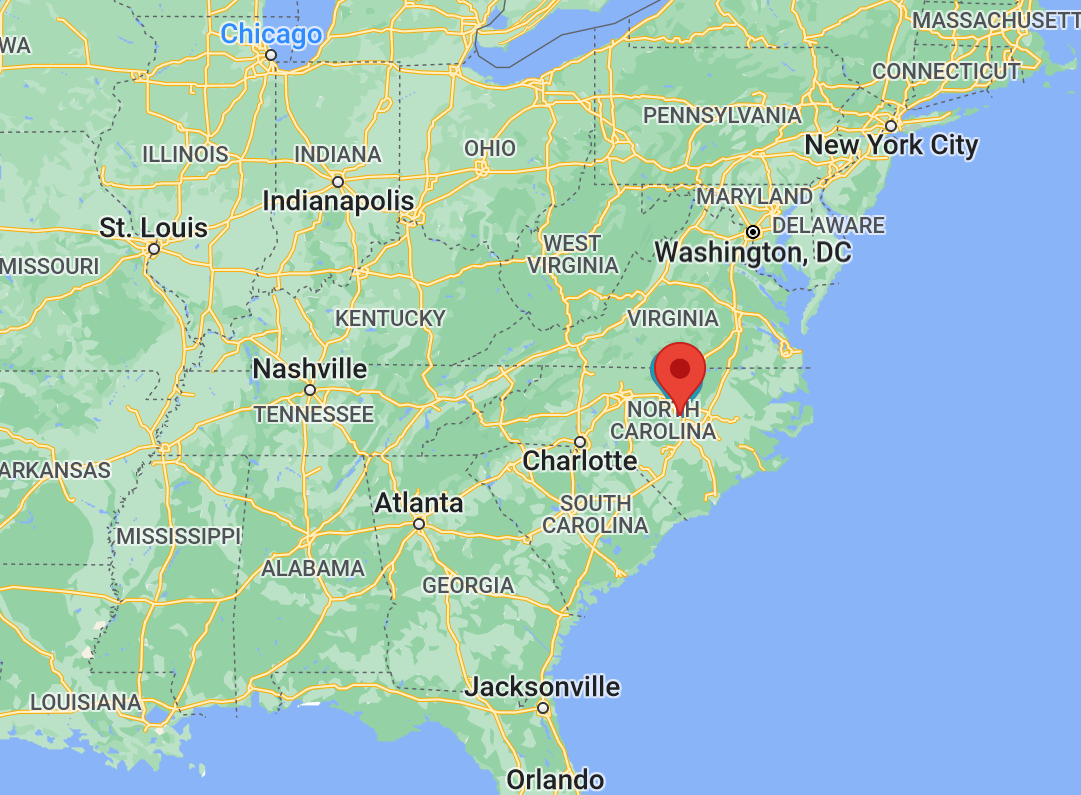 MASSACHUSETT
Chicago
WA
CONNECTICUT
PENNSYLVANIA
New York City
ILLINOIS
INDIANA
OHIO
Indianapolis
MARYLAND
St. Louis
DELAWARE
WEST
VIRGINIA
Washington, DC
MISSOURI
KENTUCKY
VIRGINIA
Nashville
TENNESSEE
NORTH
CAROLINA
Charlotte
ARKANSAS
Atlanta
SOUTH
CAROLINA
MISSISSIPPI
ALABAMA
GEORGIA
Jacksonville
LOUISIANA
Orlando